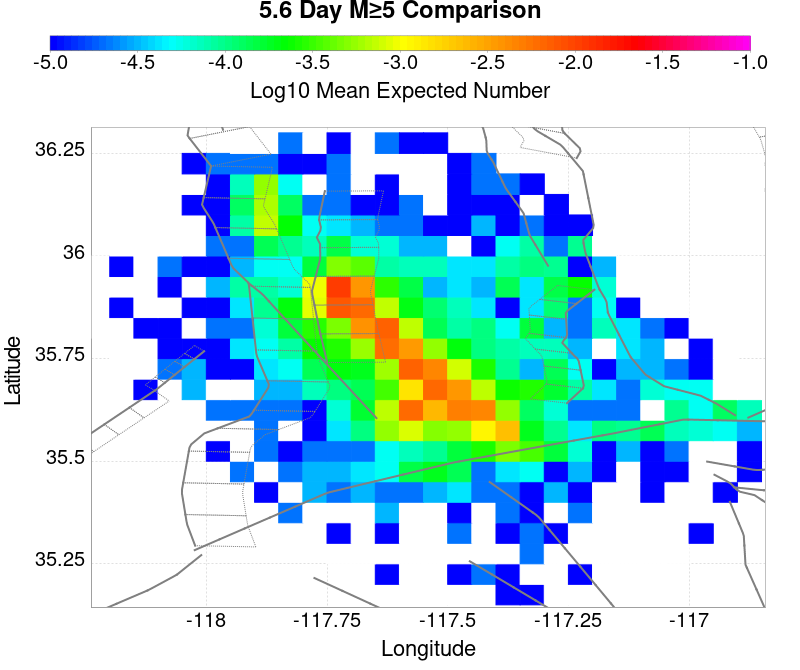 5.6 Day M≥5 Comparison
-5.0 -4.5 -4.0 -3.5 -3.0 -2.5 -2.0 -1.5 -1.0
Log10 Mean Expected Number
36.25
36
35.75
35.5
35.25
Latitude
-118 -117.75 -117.5 -117.25 -117
Longitude